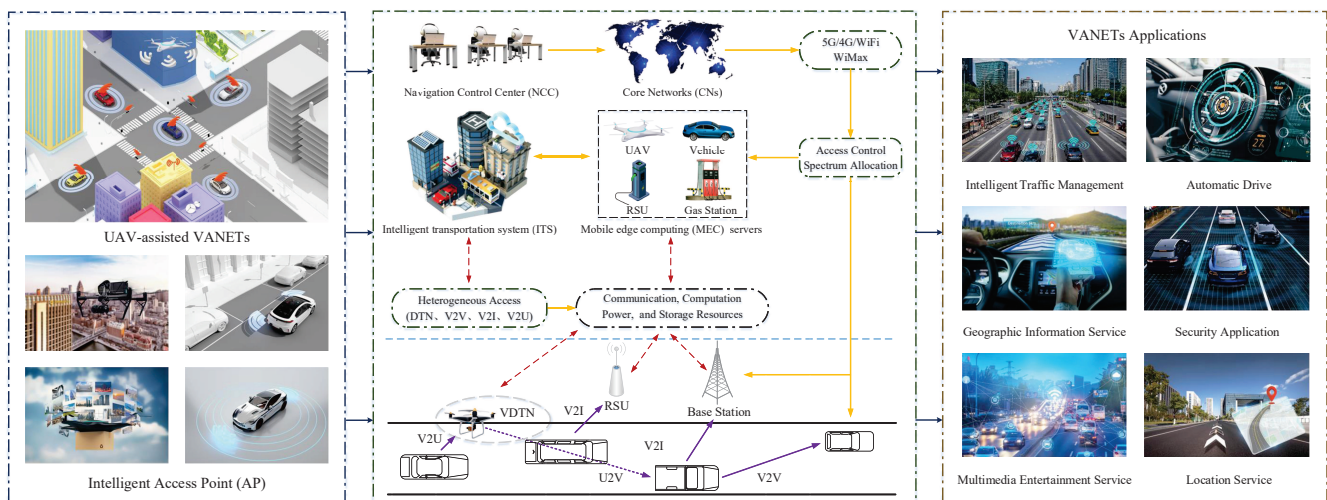 UAV-assisted VANETs
Intelligent Access Point (AP)
Navigation Control Center (NCC)
Core Networks (CNs)
5G/4G/WiFi
WiMax
UAV
Vehicle
RSU
Gas Station
Access Control
Spectrum Allocation
Intelligent transportation system (ITS)
Mobile edge computing (MEC) servers
Heterogeneous Access
(DTN、V2V、V2I、V2U)
Communication, Computation
Power, and Storage Resources
VDTN
V2I
RSU
Base Station
V2U
V2I
U2V
V2V
VANETs Applications
Intelligent Traffic Management
Automatic Drive
Geographic Information Service
Security Application
Multimedia Entertainment Service
Location Service